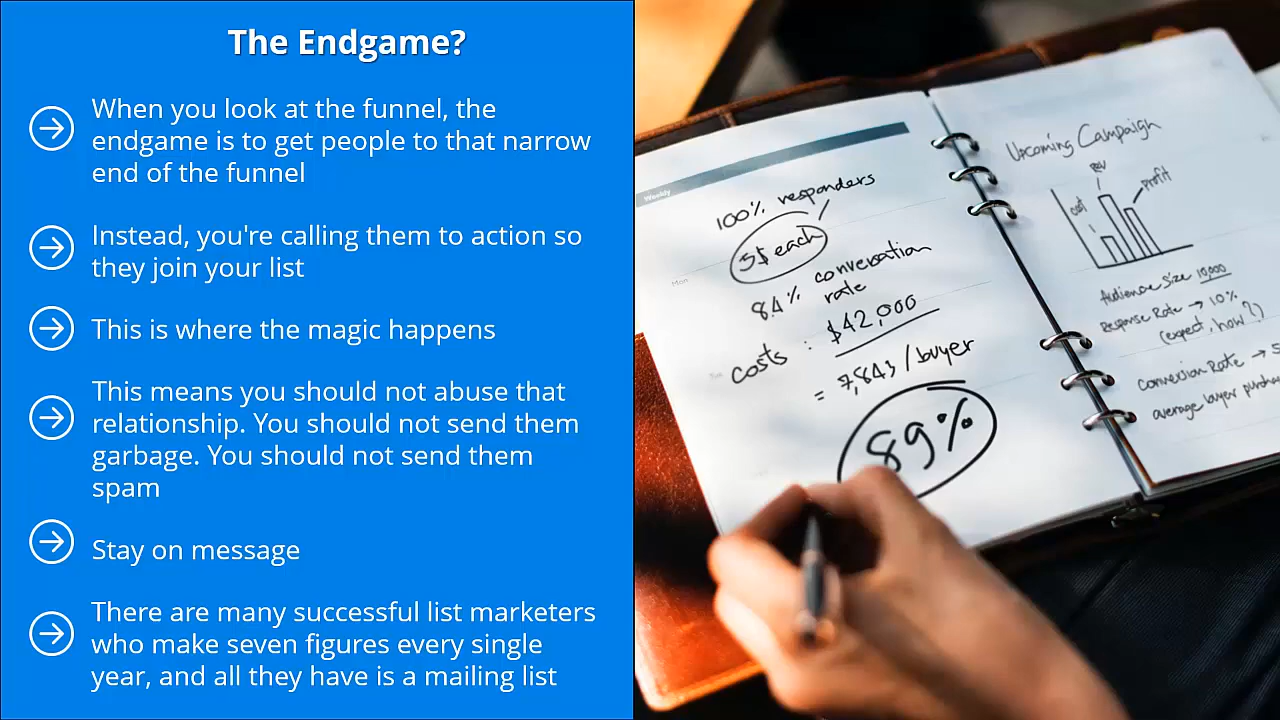 The Endgame?
When you look at the funnel, the
endgame is to get people to that narrow
end of the funnel
Instead, you're calling them to action so
they join your list
This is where the magic happens
This means you should not abuse that
relationship. You should not send them
garbage. You should not send them
spam
Stay on message
There are many successful list marketers
who make seven figures every single
year, and all they have is a mailing list
Weekly
100% responders
5$ each
Mon
8.4% conversation
rate
costs : $42,000
= 7,843 / buyer
89%
Upcoming Campaign
Rev
cost
profit
Audience Size 10,000
Response Rate → 10%
(expect, how?)
Conversion Rate → 5
average buyer purcha